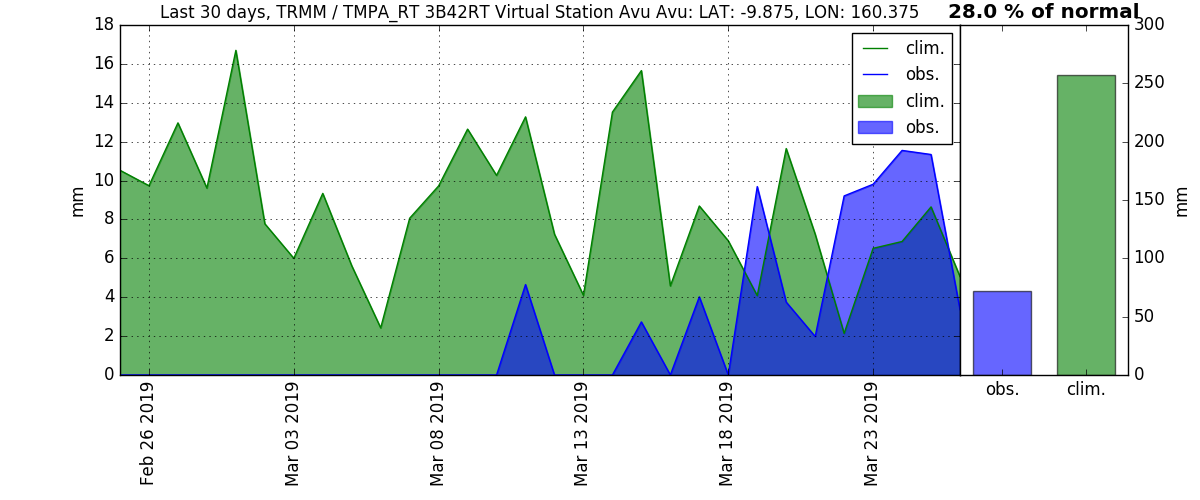 Last 30 days, TRMM / TMPA_RT 3B42RT Virtual Station Avu Avu: LAT: -9.875, LON: 160.375
28.0 % of normal
18
16
14
12
10
8
6
4
2
0
mm
clim.
obs.
clim.
obs.
300
250
200
150
100
50
0
mm
Feb 26 2019
Mar 03 2019
Mar 08 2019
Mar 13 2019
Mar 18 2019
Mar 23 2019
obs.
clim.